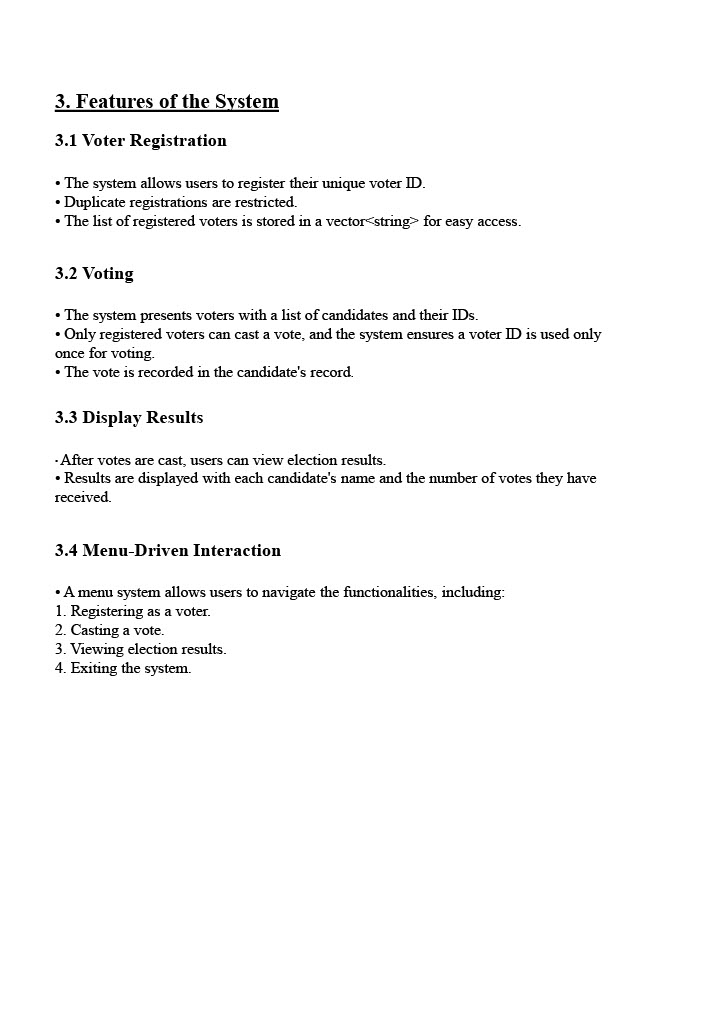 3. Features of the System
3.1 Voter Registration
• The system allows users to register their unique voter ID.
• Duplicate registrations are restricted.
• The list of registered voters is stored in a vector<string> for easy access.
3.2 Voting
• The system presents voters with a list of candidates and their IDs.
• Only registered voters can cast a vote, and the system ensures a voter ID is used only
once for voting.
• The vote is recorded in the candidate's record.
3.3 Display Results
• After votes are cast, users can view election results.
• Results are displayed with each candidate's name and the number of votes they have
received.
3.4 Menu-Driven Interaction
• A menu system allows users to navigate the functionalities, including:
1. Registering as a voter.
2. Casting a vote.
3. Viewing election results.
4. Exiting the system.